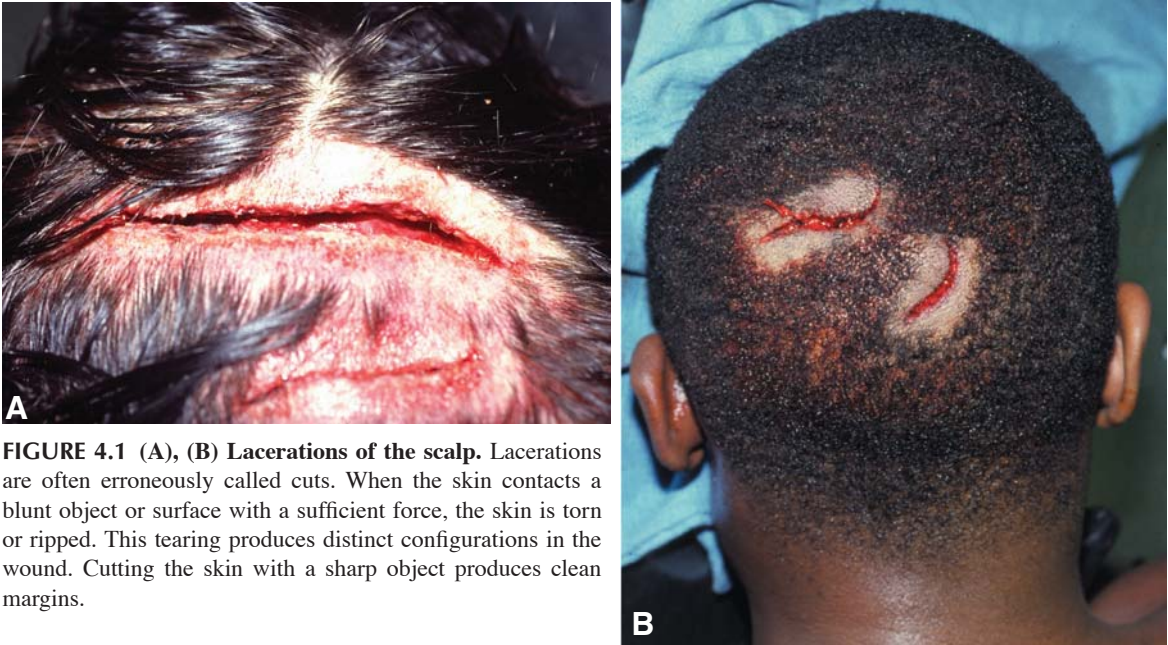 A
FIGURE 4.1 (A), (B) Lacerations of the scalp. Lacerations
are often erroneously called cuts. When the skin contacts a
blunt object or surface with a sufficient force, the skin is torn
or ripped. This tearing produces distinct configurations in the
wound. Cutting the skin with a sharp object produces clean
margins.
B